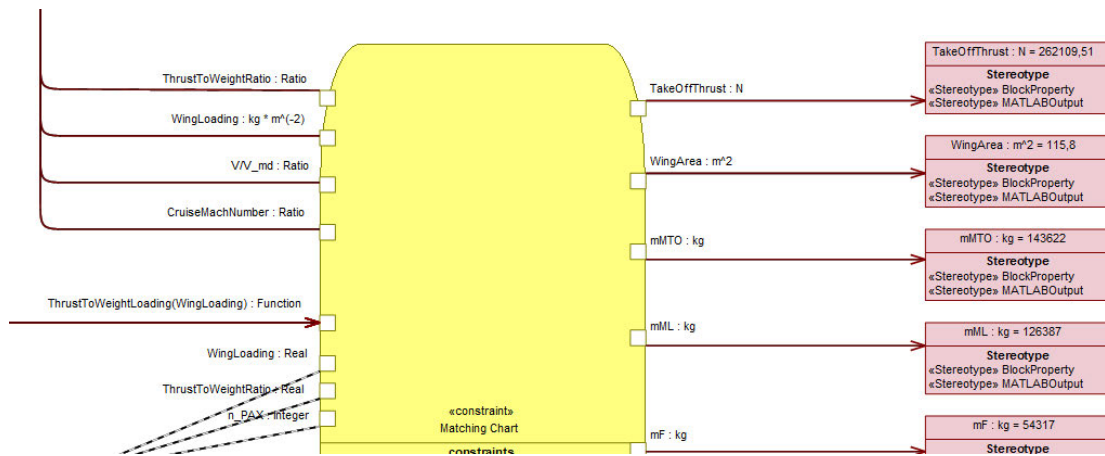 ThrustToWeightRatio : Ratio
WingLoading : kg * m^(-2)
V/V_md : Ratio
CruiseMachNumber : Ratio
ThrustToWeightLoading(WingLoading) : Function
WingLoading : Real
ThrustToWeightRatio : Real
n_PAX : Integer
«constraint»
Matching Chart
constraints
TakeOffThrust : N
WingArea : m^2
mMTO : kg
mML : kg
mF : kg
TakeOffThrust : N = 262109,51
Stereotype
«Stereotype» BlockProperty
«Stereotype» MATLABOutput
WingArea : m^2 = 115,8
Stereotype
«Stereotype» BlockProperty
«Stereotype» MATLABOutput
mMTO : kg = 143622
Stereotype
«Stereotype» BlockProperty
«Stereotype» MATLABOutput
mML : kg = 126387
Stereotype
«Stereotype» BlockProperty
«Stereotype» MATLABOutput
mF : kg = 54317
Stereotype